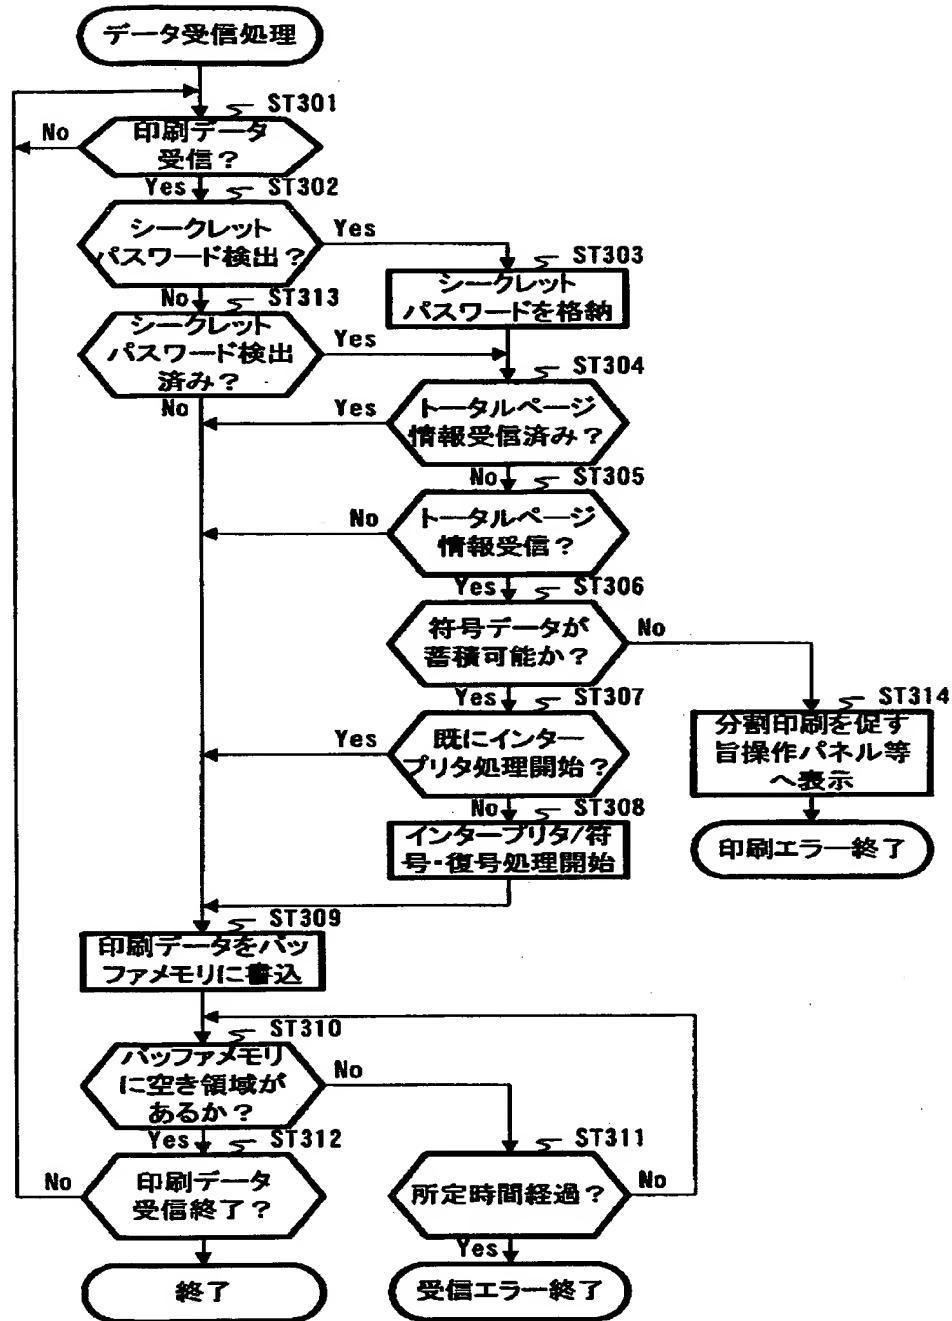 データ受信処理
ST301
No
印刷データ
受信？
Yes
ST302
シークレット
パスワード検出？
Yes
ST303
シークレット
パスワードを格納
No
ST313
シークレット
パスワード検出
済み？
Yes
No
ST304
トータルページ
情報受信済み？
Yes
No
ST305
トータルページ
情報受信？
No
Yes
ST306
符号データが
蓄積可能か？
No
Yes
ST307
既にインター
プリタ処理開始？
Yes
ST314
分割印刷を促す
旨操作パネル等
へ表示
印刷エラー終了
No
ST308
インタープリタ/符
号・復号処理開始
ST309
印刷データをバッ
ファメモリに書込
ST310
バッファメモリ
に空き領域が
あるか？
No
Yes
ST312
印刷データ
受信終了？
No
ST311
所定時間経過？
No
Yes
終了
受信エラー終了